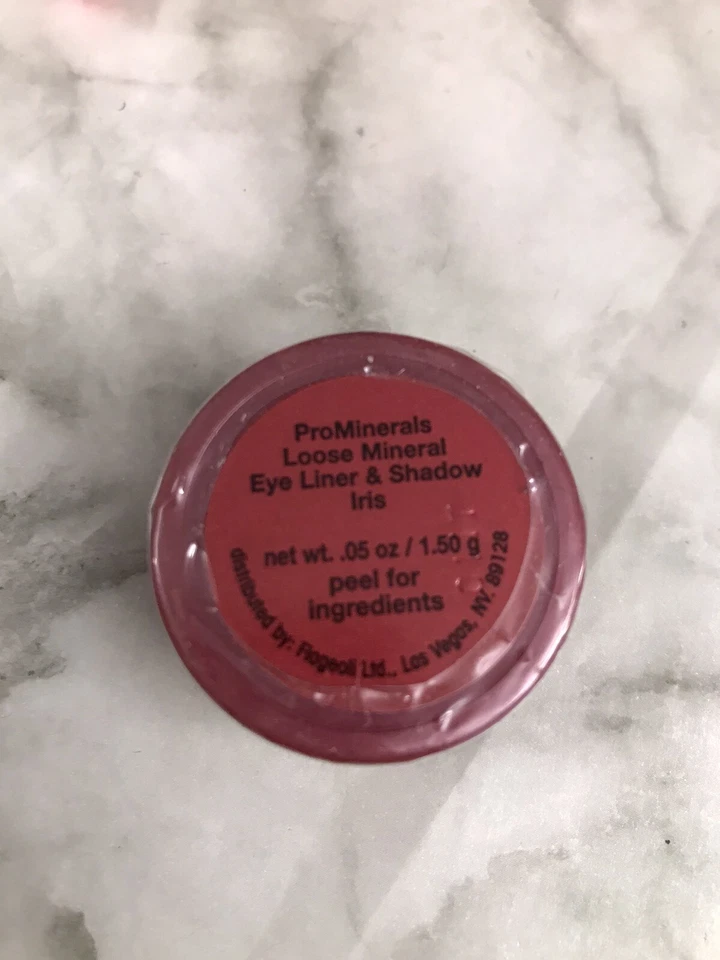 ProMinerals
Loose Mineral
Eye Liner & Shadow
Iris
net wt. .05 oz / 1.50 g
peel for
ingredients
distributed by: Flogeoli Ltd., Las Vegas, NV. 89128